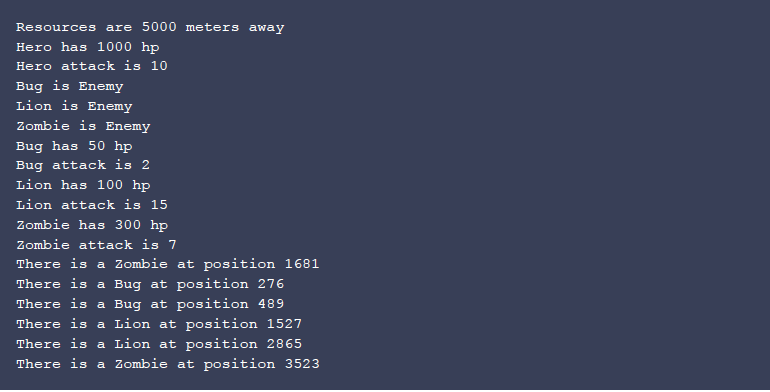 Resources are 5000 meters away
Hero has 1000 hp
Hero attack is 10
Bug is Enemy
Lion is Enemy
Zombie is Enemy
Bug has 50 hp
Bug attack is 2
Lion has 100 hp
Lion attack is 15
Zombie has 300 hp
Zombie attack is 7
There is a Zombie at position 1681
There is a Bug at position 276
There is a Bug at position 489
There is a Lion at position 1527
There is a Lion at position 2865
There is a Zombie at position 3523